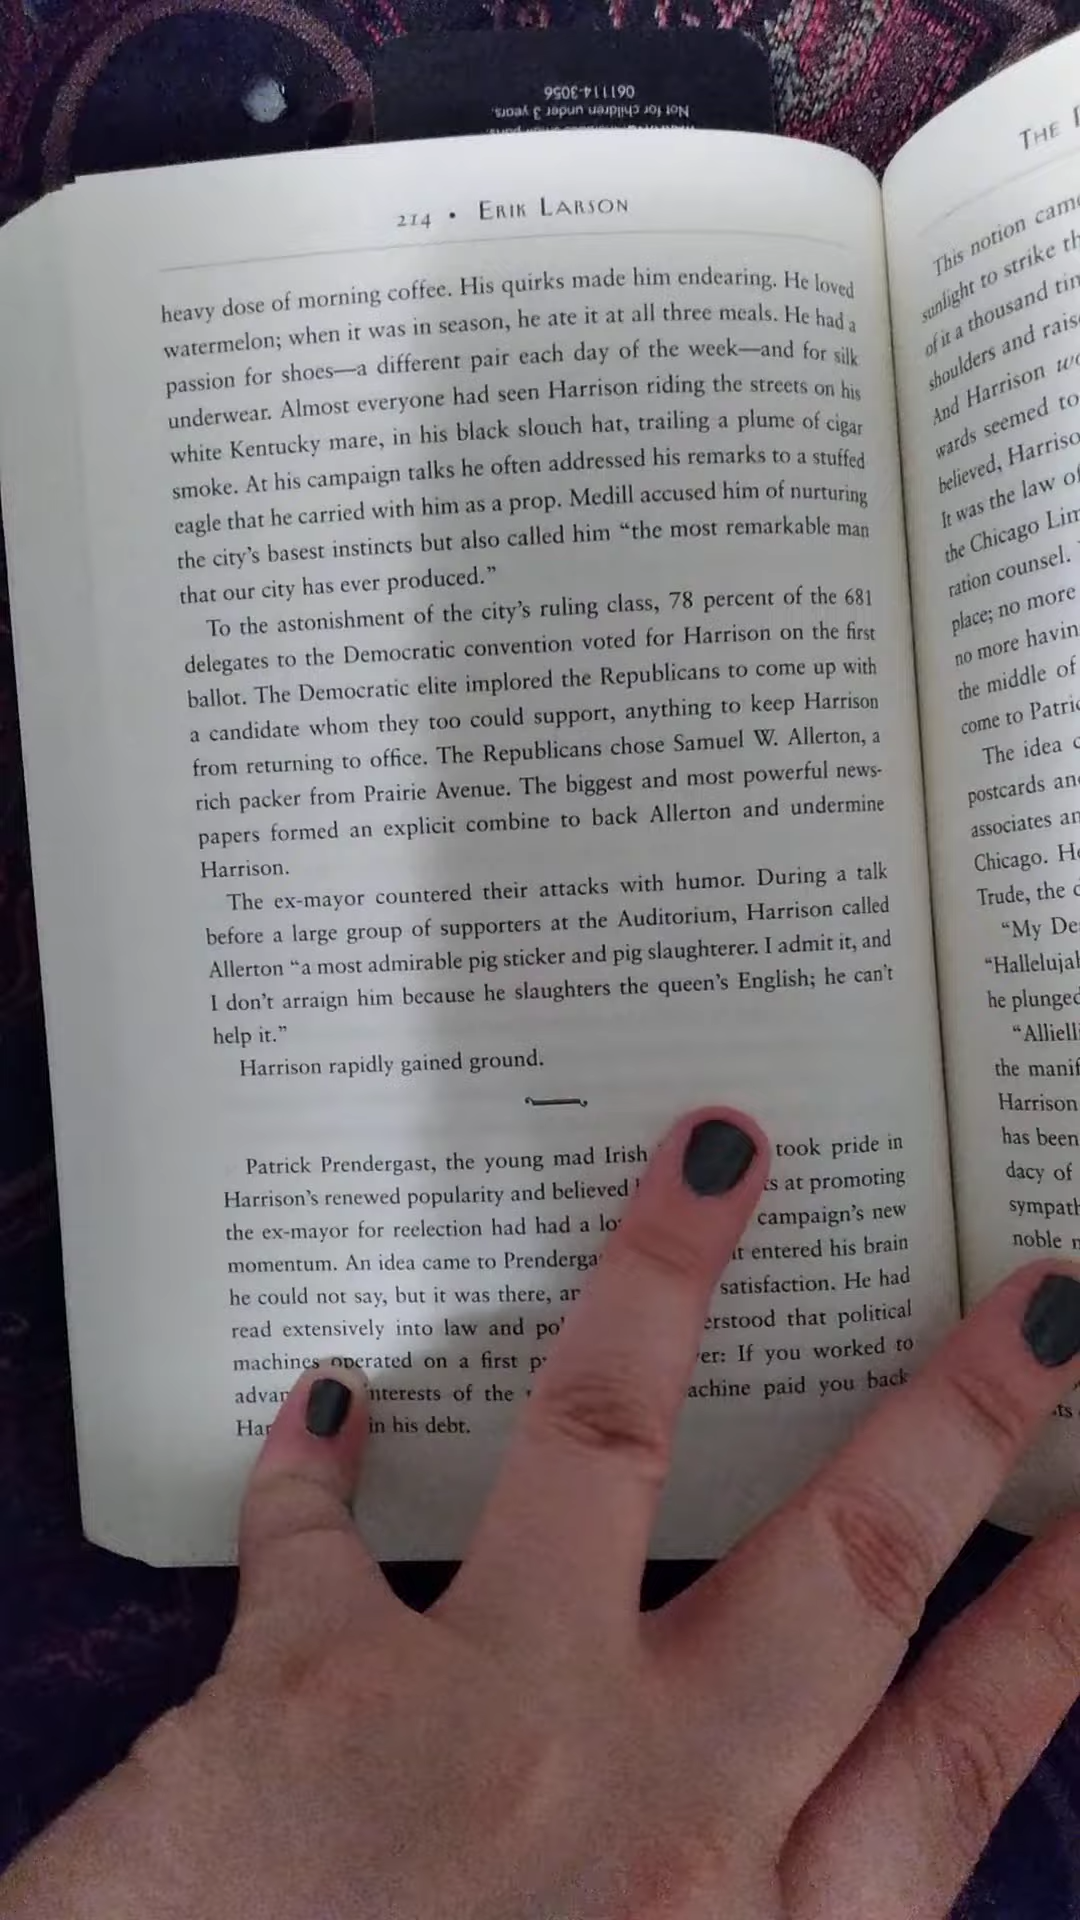 061114-3056
Not for children under 3 years.
214 • ERIK LARSON
heavy dose of morning coffee. His quirks made him endearing. He loved
watermelon; when it was in season, he ate it at all three meals. He had a
passion for shoes—a different pair each day of the week—and for silk
underwear. Almost everyone had seen Harrison riding the streets on his
white Kentucky mare, in his black slouch hat, trailing a plume of cigar
smoke. At his campaign talks he often addressed his remarks to a stuffed
eagle that he carried with him as a prop. Medill accused him of nurturing
the city's basest instincts but also called him “the most remarkable man
that our city has ever produced.”
To the astonishment of the city's ruling class, 78 percent of the 681
delegates to the Democratic convention voted for Harrison on the first
ballot. The Democratic elite implored the Republicans to come up with
a candidate whom they too could support, anything to keep Harrison
from returning to office. The Republicans chose Samuel W. Allerton, a
rich packer from Prairie Avenue. The biggest and most powerful news-
papers formed an explicit combine to back Allerton and undermine
Harrison.
The ex-mayor countered their attacks with humor. During a talk
before a large group of supporters at the Auditorium, Harrison called
Allerton “a most admirable pig sticker and pig slaughterer. I admit it, and
I don't arraign him because he slaughters the queen's English; he can't
help it.”
Harrison rapidly gained ground.
Patrick Prendergast, the young mad Irish took pride in
Harrison's renewed popularity and believed at promoting
the ex-mayor for reelection had had a campaign's new
momentum. An idea came to entered his brain
he could not say, but it was there, satisfaction. He had
read extensively into law and that political
machines operated on a first If you worked to
interests of the paid you back
in his debt.
THE
This notion came
sunlight to strike
of it a thousand
shoulders and
And Harrison
wards seemed to
believed,
It was the law of
the Chicago
ration counsel.
place; no more
no more
the middle of
come to
The idea
postcards
associates
Chicago.
Trude, the
“My
he plunged
the
Harrison
has been
dacy of
noble